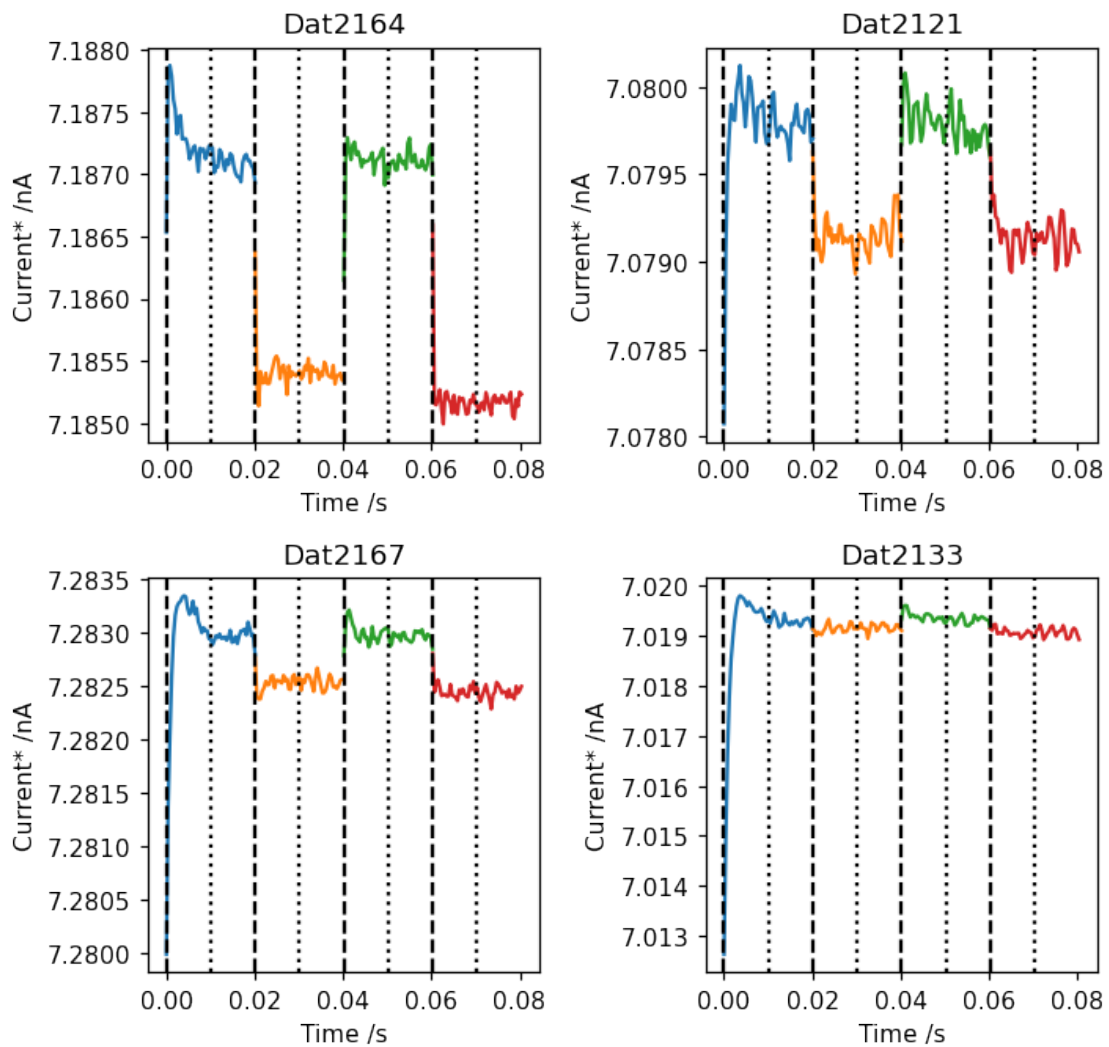 Dat2164
7.1880
7.1875
7.1870
7.1865
7.1860
7.1855
7.1850
Current* /nA
0.00 0.02 0.04 0.06 0.08
Time /s
Dat2121
7.0800
7.0795
7.0790
7.0785
7.0780
Current* /nA
0.00 0.02 0.04 0.06 0.08
Time /s
Dat2167
7.2835
7.2830
7.2825
7.2820
7.2815
7.2810
7.2805
7.2800
Current* /nA
0.00 0.02 0.04 0.06 0.08
Time /s
Dat2133
7.020
7.019
7.018
7.017
7.016
7.015
7.014
7.013
Current* /nA
0.00 0.02 0.04 0.06 0.08
Time /s